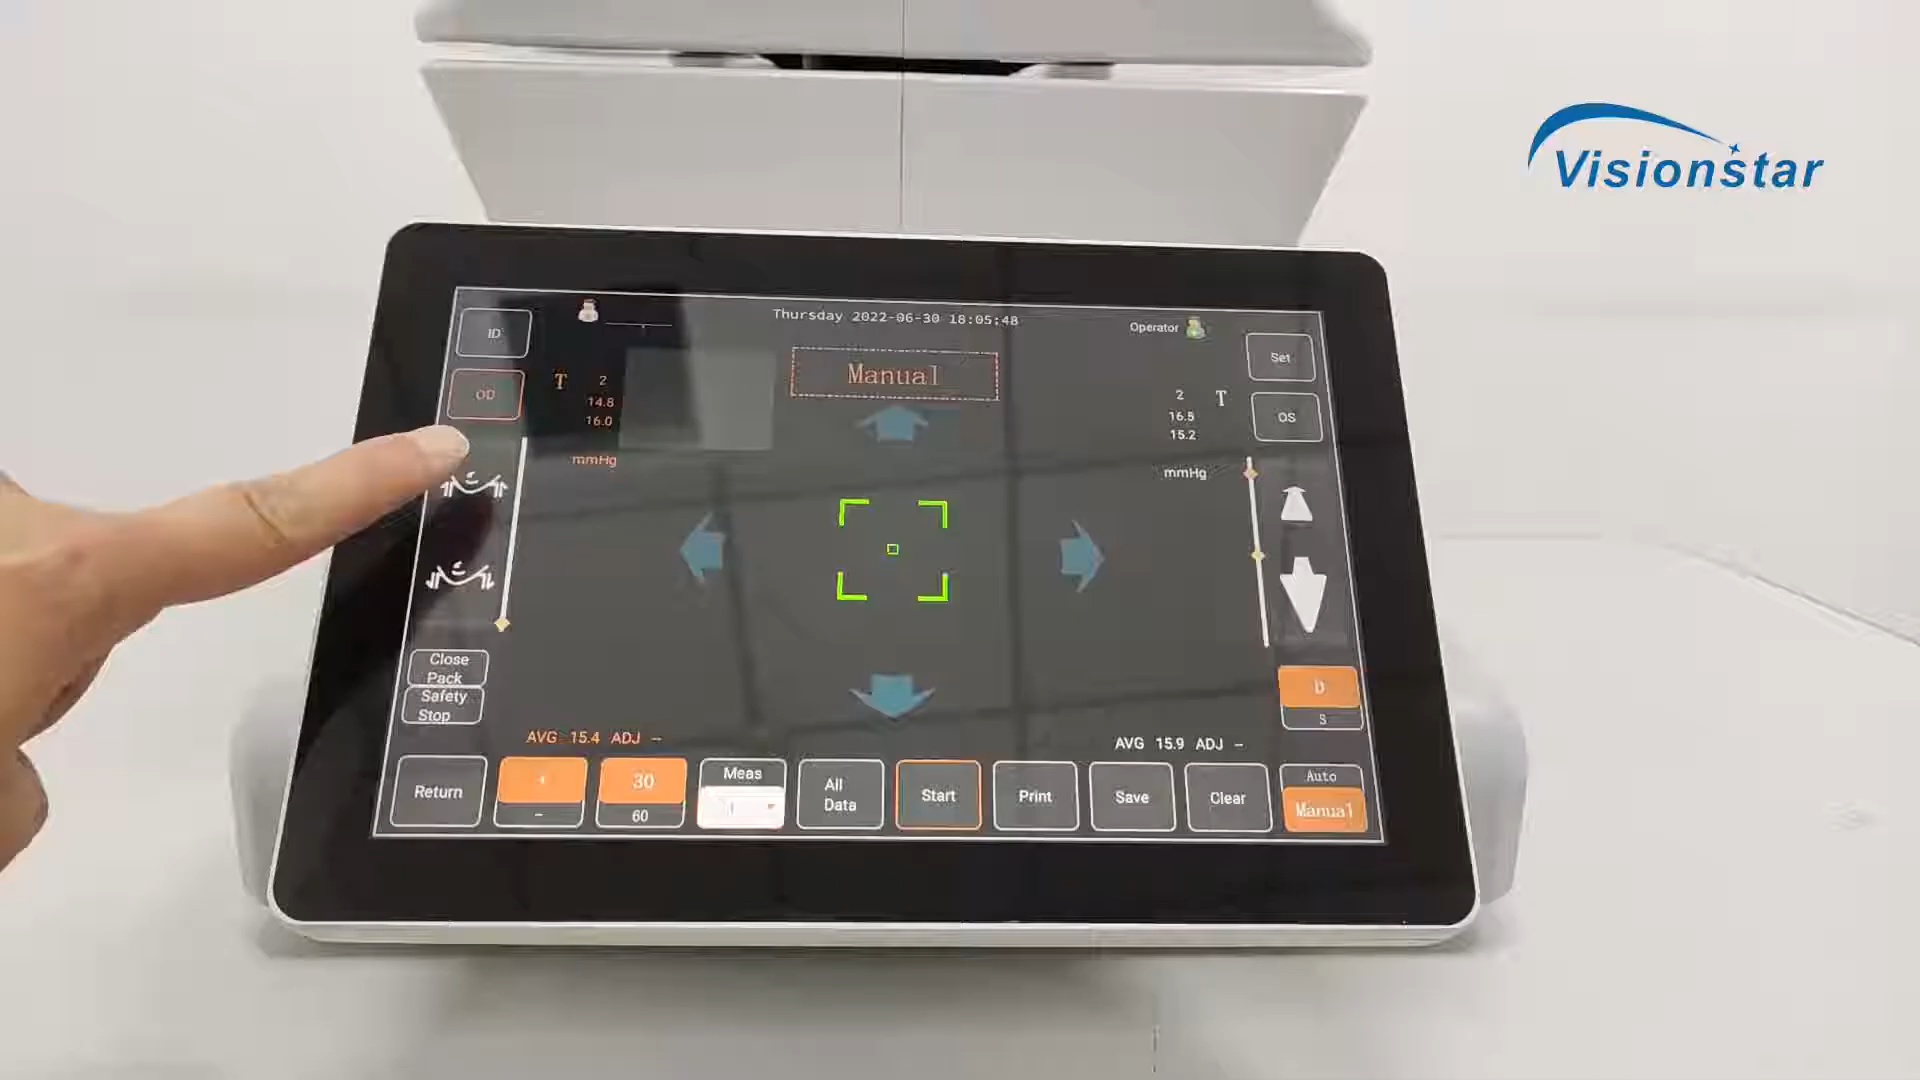 Visionstar
ID
Thursday 2022-06-30 18:05:48
Operator
Set
OD
T
2
14.8
16.0
mmHg
Manual
2
T
16.5
15.2
mmHg
OS
Close
Pack
Safety
Stop
D
S
AVG 15.4 ADJ –
AVG 15.9 ADJ –
Return
+
–
30
60
Meas
All
Data
Start
Print
Save
Clear
Auto
Manual